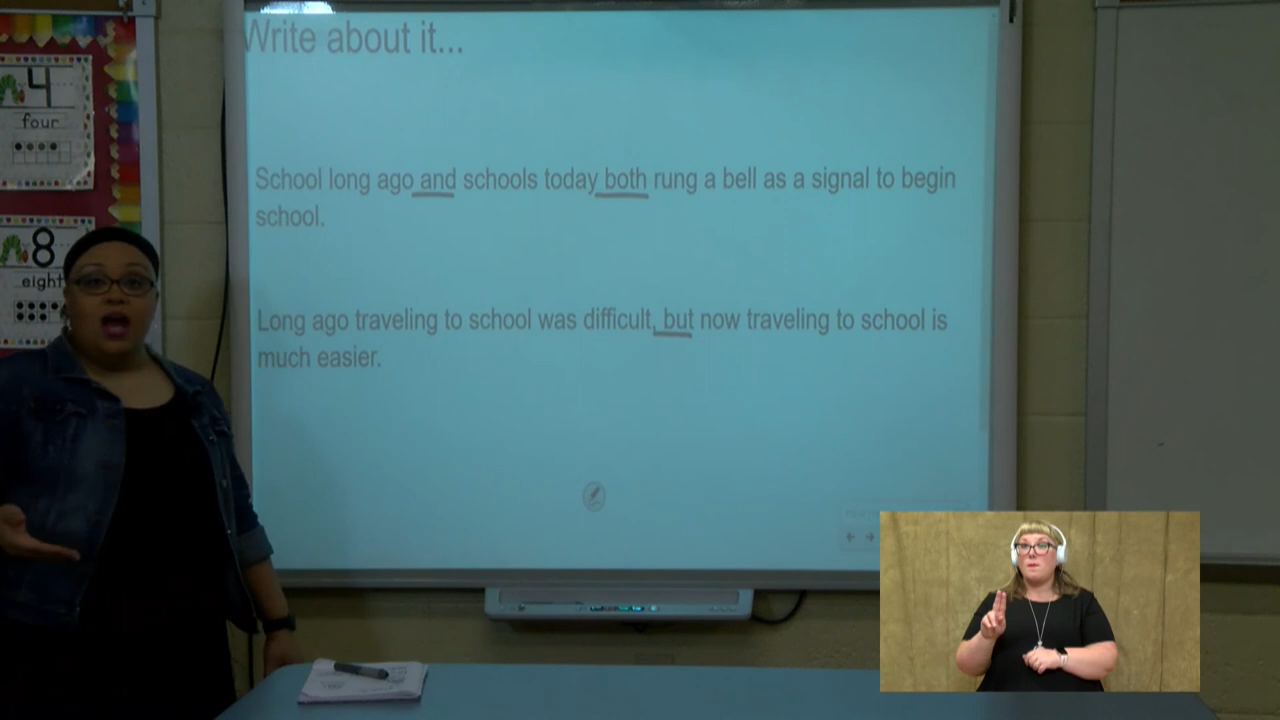 Write about it...
School long ago and schools today both rung a bell as a signal to begin
school.
Long ago traveling to school was difficult, but now traveling to school is
much easier.
4
four
8
eight